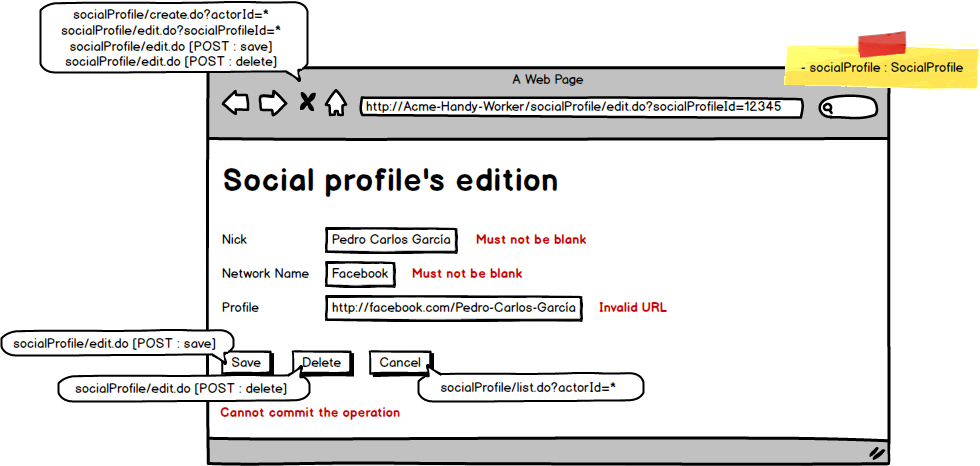 socialProfile/create.do?actorId=*
socialProfile/edit.do?socialProfileId=*
socialProfile/edit.do [POST : save]
socialProfile/edit.do [POST : delete]
- socialProfile : SocialProfile
A Web Page
http://Acme-Handy-Worker/socialProfile/edit.do?socialProfileId=12345
Social profile's edition
Nick Pedro Carlos García Must not be blank
Network Name Facebook Must not be blank
Profile http://facebook.com/Pedro-Carlos-García Invalid URL
socialProfile/edit.do [POST : save]
Save Delete Cancel
socialProfile/edit.do [POST : delete]
socialProfile/list.do?actorId=*
Cannot commit the operation